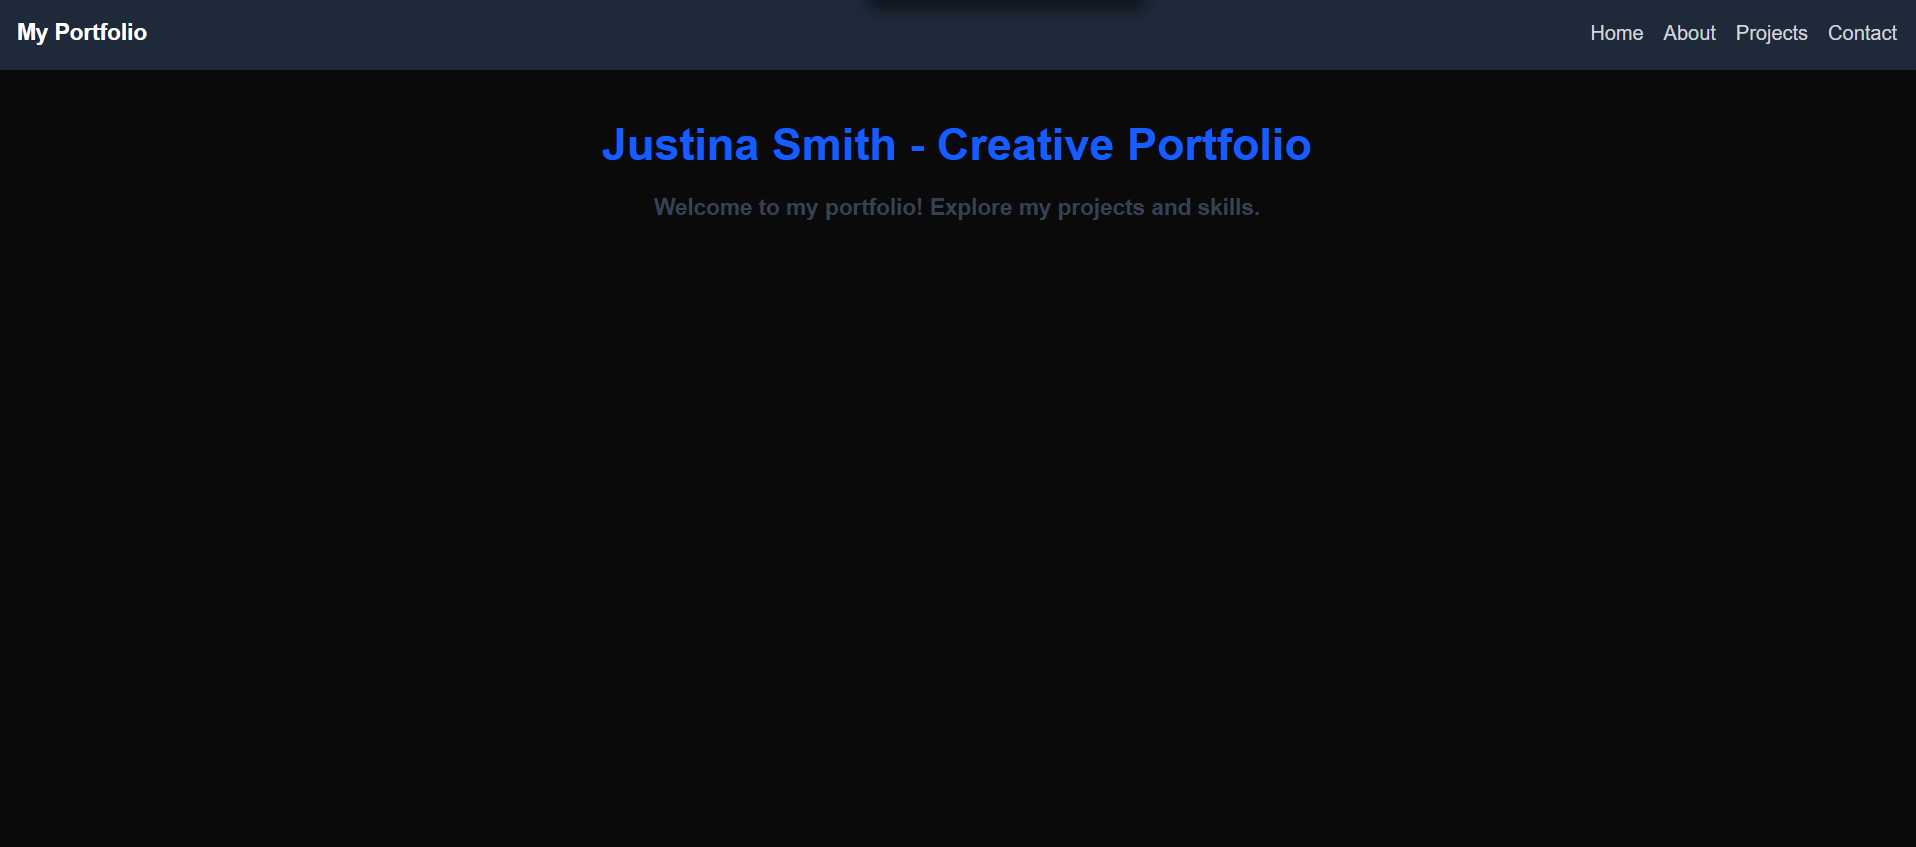 My Portfolio
Home About Projects Contact
Justina Smith - Creative Portfolio
Welcome to my portfolio! Explore my projects and skills.